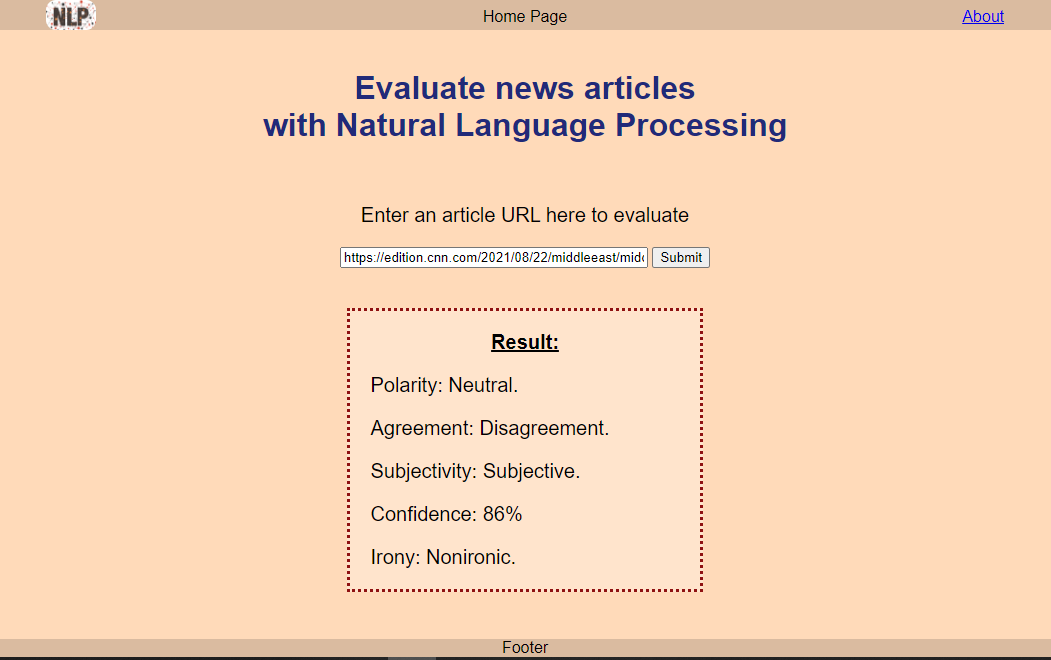 NLP
Home Page
About
Evaluate news articles
with Natural Language Processing
Enter an article URL here to evaluate
https://edition.cnn.com/2021/08/22/middleeast/mid
Submit
Result:
Polarity: Neutral.
Agreement: Disagreement.
Subjectivity: Subjective.
Confidence: 86%
Irony: Nonironic.
Footer